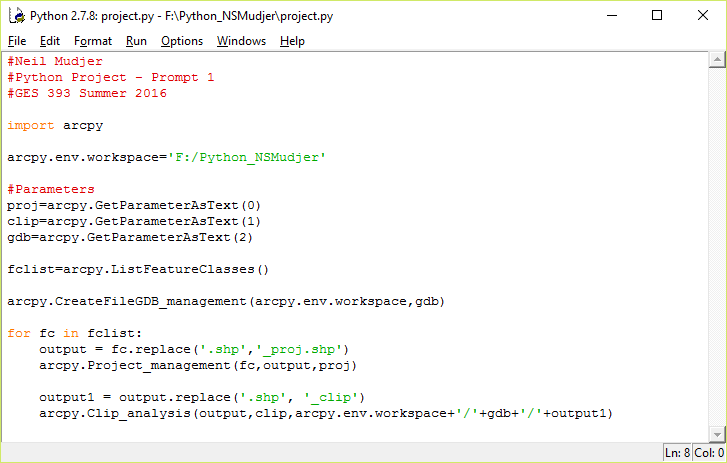 Python 2.7.8: project.py - F:\Python_NSMudjer\project.py
File Edit Format Run Options Windows Help
#Neil Mudjer
#Python Project - Prompt 1
#GES 393 Summer 2016
import arcpy
arcpy.env.workspace='F:/Python_NSMudjer'
#Parameters
proj=arcpy.GetParameterAsText(0)
clip=arcpy.GetParameterAsText(1)
gdb=arcpy.GetParameterAsText(2)
fclist=arcpy.ListFeatureClasses()
arcpy.CreateFileGDB_management(arcpy.env.workspace,gdb)
for fc in fclist:
    output = fc.replace('.shp','_proj.shp')
    arcpy.Project_management(fc,output,proj)
    output1 = output.replace('.shp', '_clip')
    arcpy.Clip_analysis(output,clip,arcpy.env.workspace+'/'+gdb+'/'+output1)
Ln: 8 Col: 0